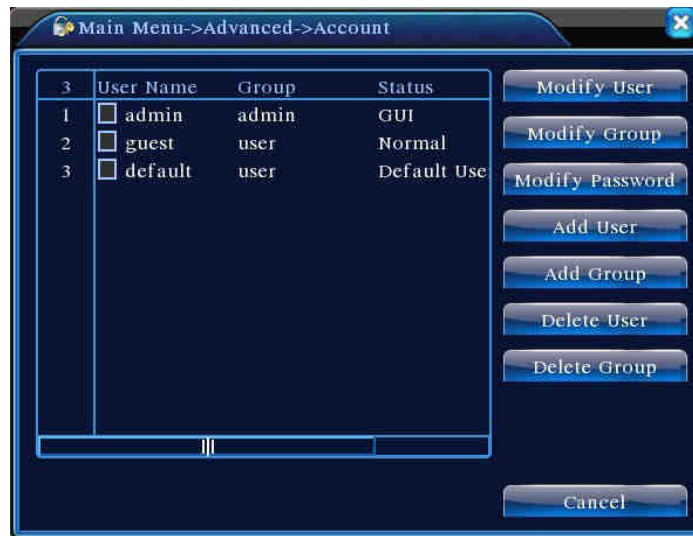 Main Menu->Advanced->Account
3 User Name Group Status
1 admin admin GUI
2 guest user Normal
3 default user Default Use
Modify User
Modify Group
Modify Password
Add User
Add Group
Delete User
Delete Group
Cancel